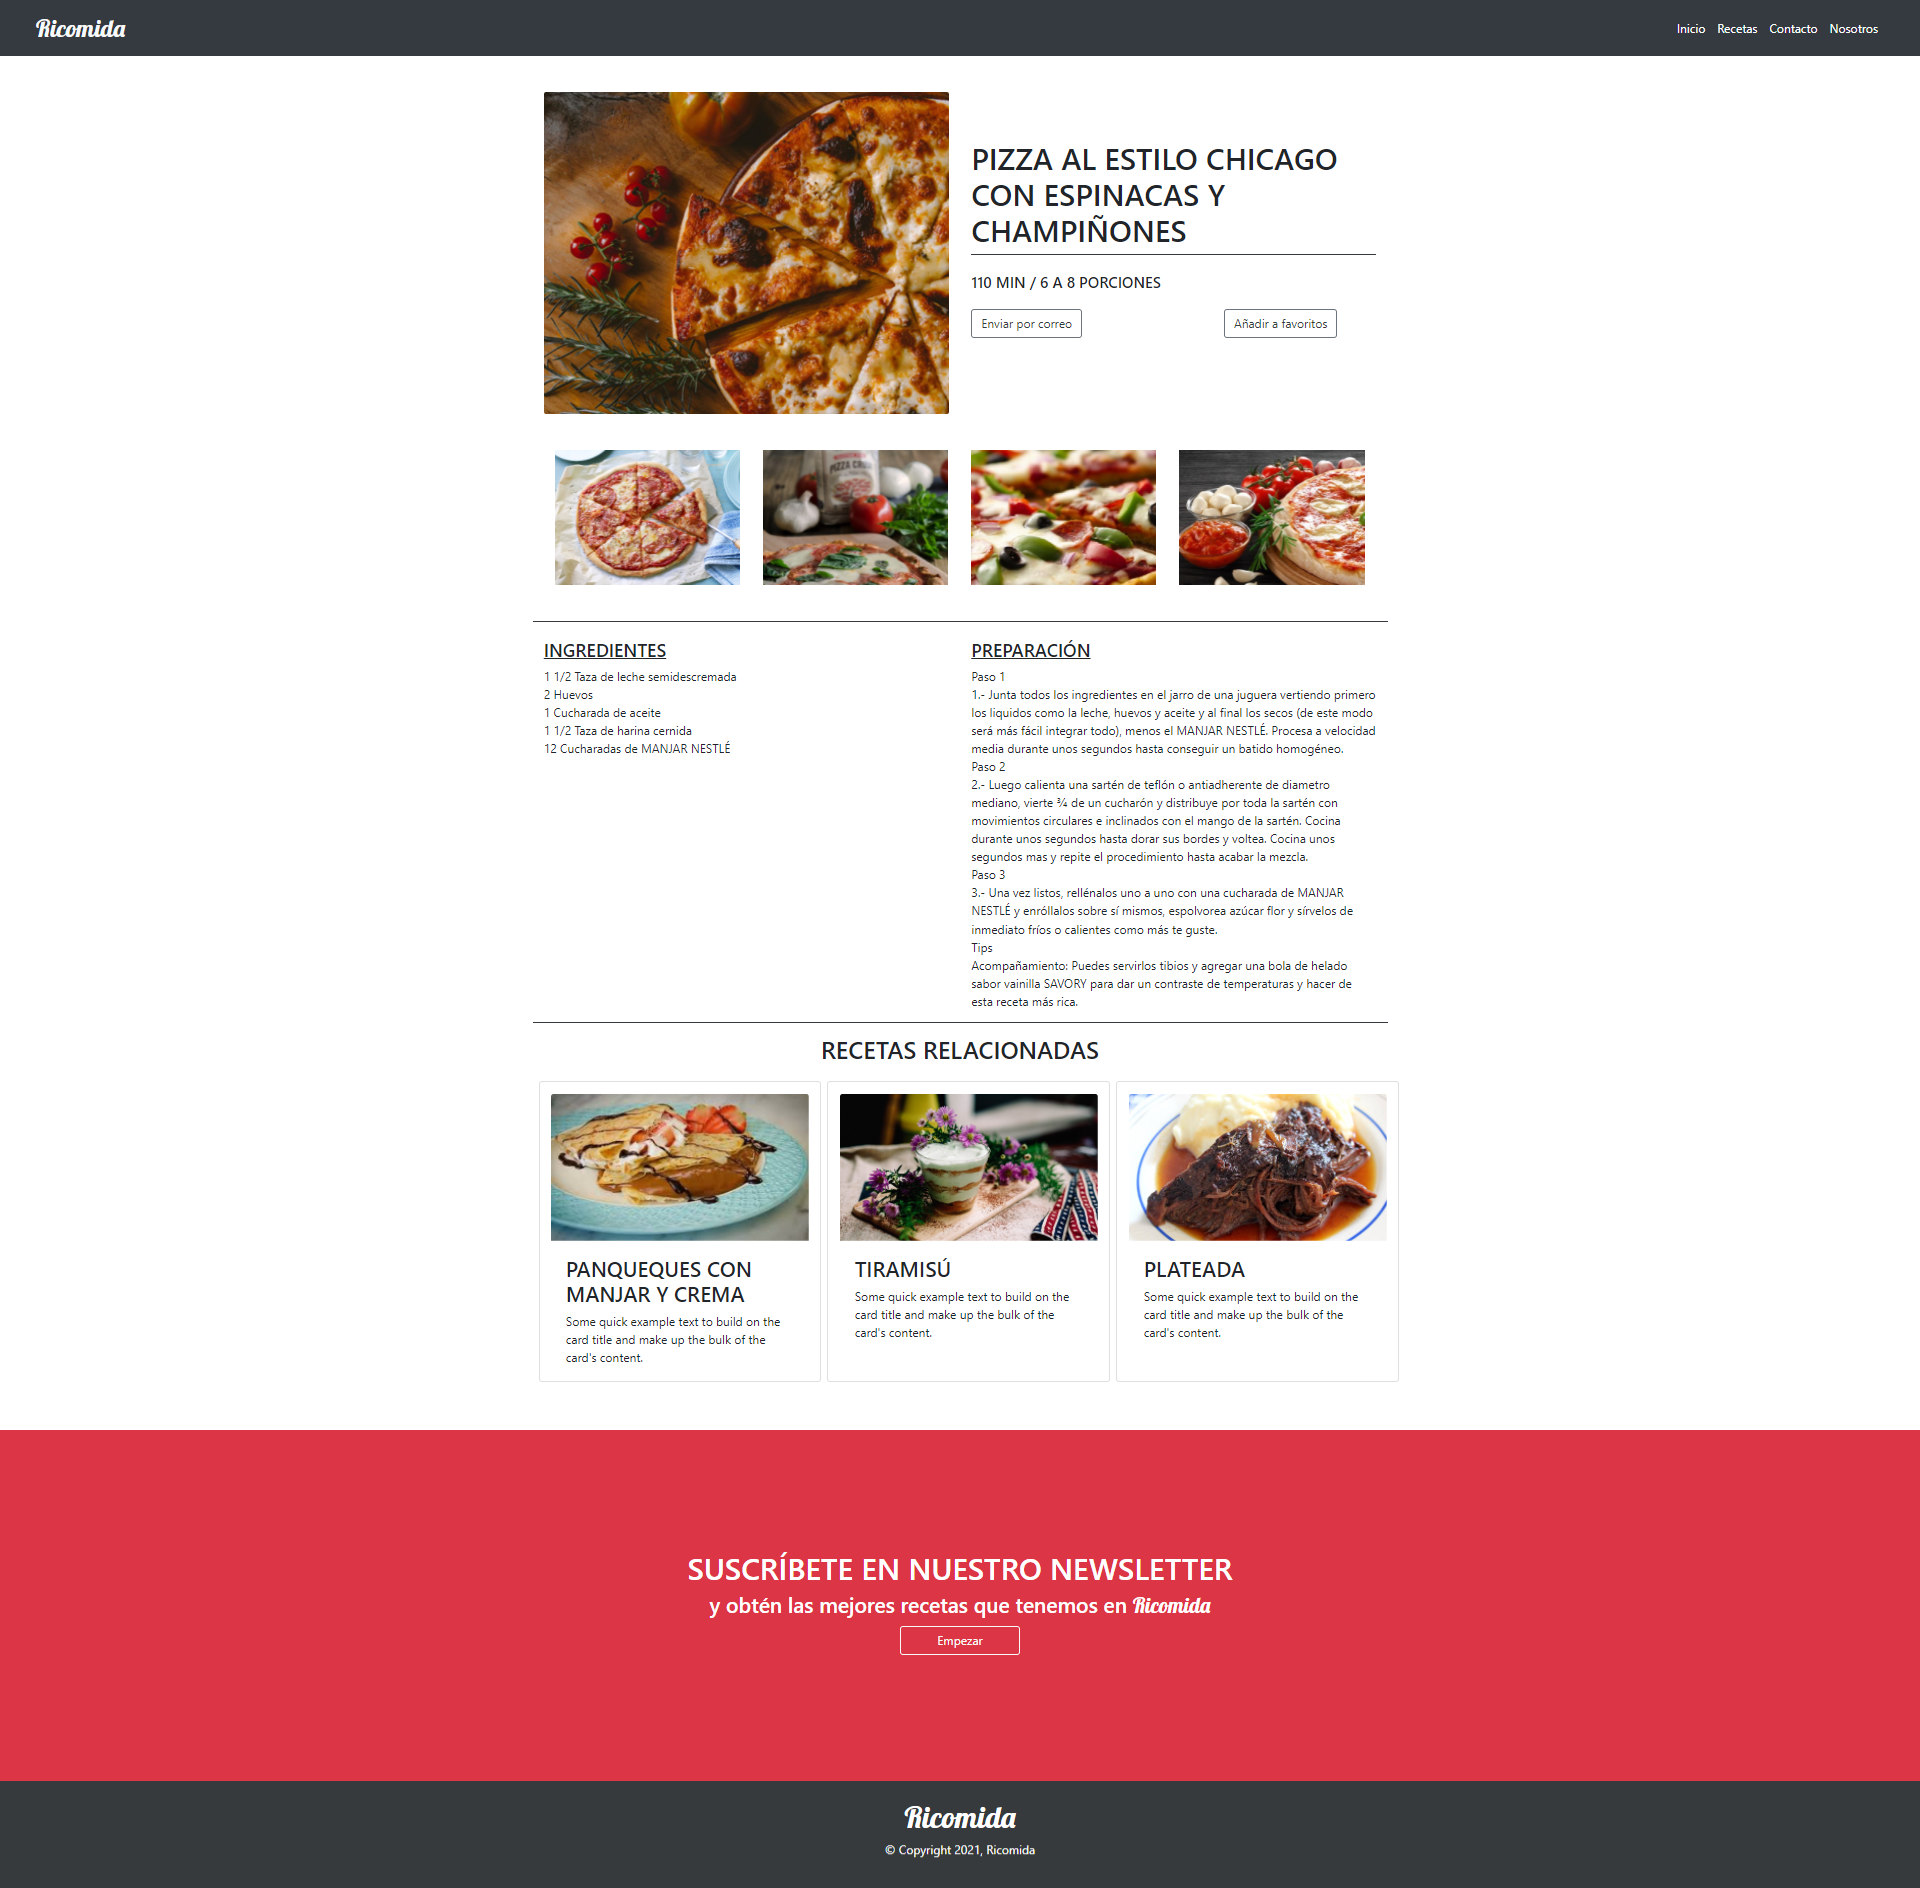 Ricomida
Inicio Recetas Contacto Nosotros
PIZZA AL ESTILO CHICAGO
CON ESPINACAS Y
CHAMPIÑONES
110 MIN / 6 A 8 PORCIONES
Enviar por correo
Añadir a favoritos
PIZZA CRUST
INGREDIENTES
1 1/2 Taza de leche semidescremada
2 Huevos
1 Cucharada de aceite
1 1/2 Taza de harina cernida
12 Cucharadas de MANJAR NESTLÉ
PREPARACIÓN
Paso 1
1.- Junta todos los ingredientes en el jarro de una juguera vertiendo primero
los liquidos como la leche, huevos y aceite y al final los secos (de este modo
será más fácil integrar todo), menos el MANJAR NESTLÉ. Procesa a velocidad
media durante unos segundos hasta conseguir un batido homogéneo.
Paso 2
2.- Luego calienta una sartén de teflón o antiadherente de diametro
mediano, vierte ¾ de un cucharón y distribuye por toda la sartén con
movimientos circulares e inclinados con el mango de la sartén. Cocina
durante unos segundos hasta dorar sus bordes y voltea. Cocina unos
segundos mas y repite el procedimiento hasta acabar la mezcla.
Paso 3
3.- Una vez listos, rellénalos uno a uno con una cucharada de MANJAR
NESTLÉ y enróllalos sobre sí mismos, espolvorea azúcar flor y sírvelos de
inmediato fríos o calientes como más te guste.
Tips
Acompañamiento: Puedes servirlos tibios y agregar una bola de helado
sabor vainilla SAVORY para dar un contraste de temperaturas y hacer de
esta receta más rica.
RECETAS RELACIONADAS
PANQUEQUES CON
MANJAR Y CREMA
Some quick example text to build on the
card title and make up the bulk of the
card's content.
TIRAMISÚ
Some quick example text to build on the
card title and make up the bulk of the
card's content.
PLATEADA
Some quick example text to build on the
card title and make up the bulk of the
card's content.
SUSCRÍBETE EN NUESTRO NEWSLETTER
y obtén las mejores recetas que tenemos en Ricomida
Empezar
Ricomida
© Copyright 2021, Ricomida